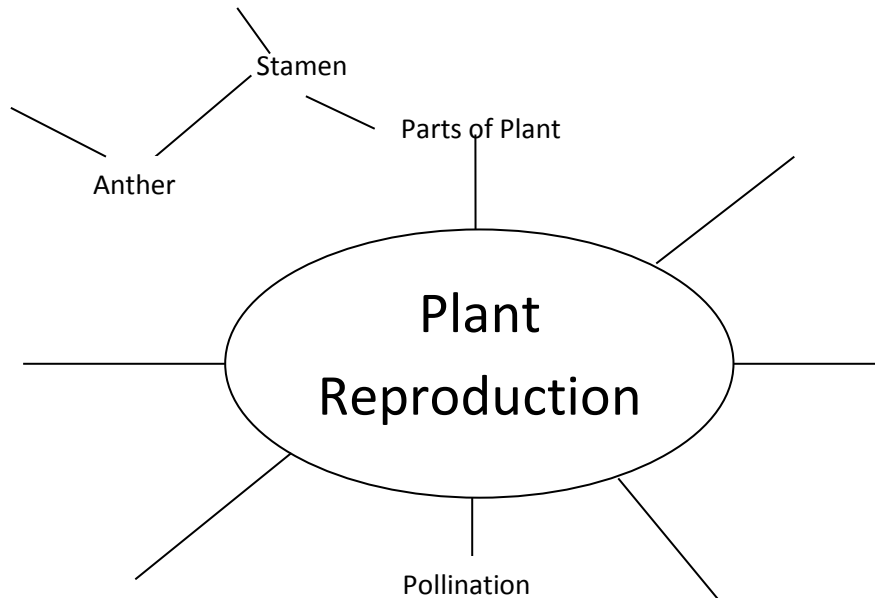 Stamen
Parts of Plant
Anther
Plant
Reproduction
Pollination